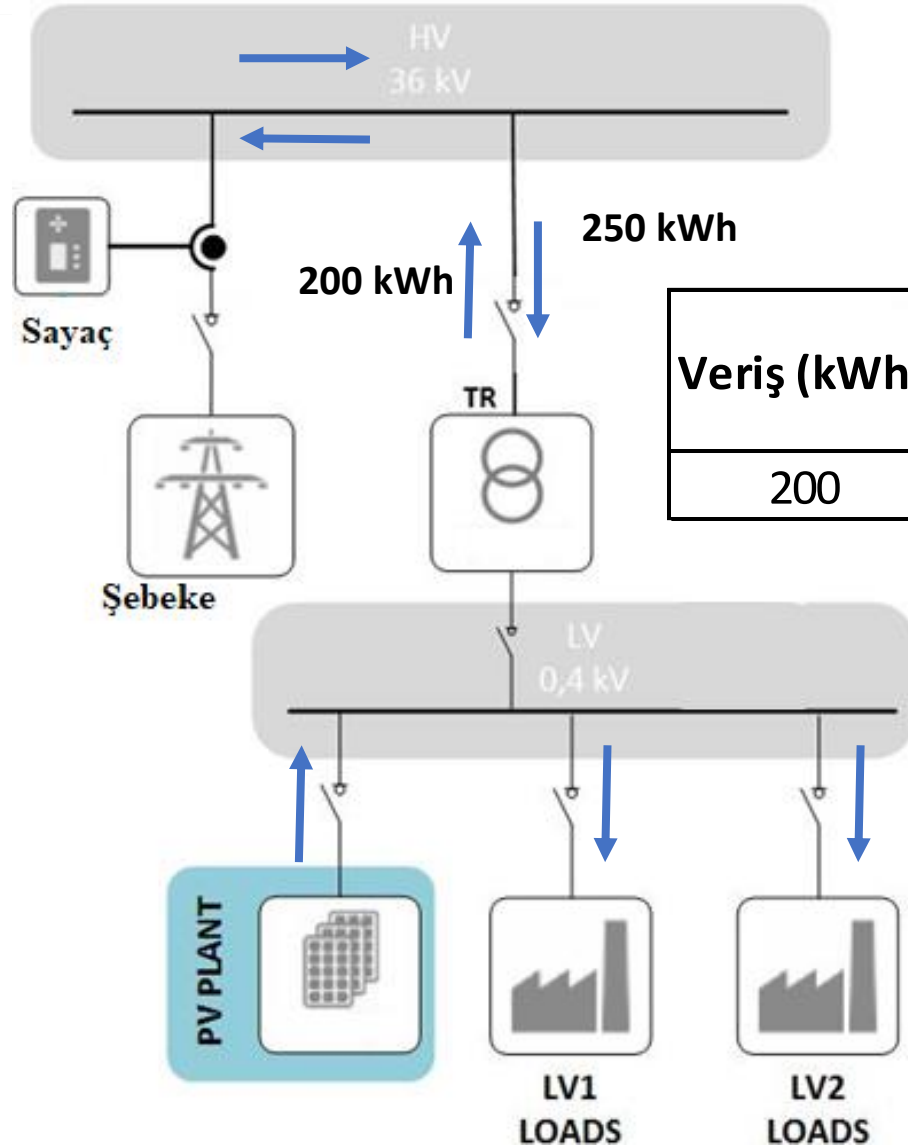 HV
36 kV
250 kWh
200 kWh
Sayaç
Veriş (kWh
TR
200
Şebeke
LV
0,4 kV
PV PLANT
LV1
LOADS
LV2
LOADS